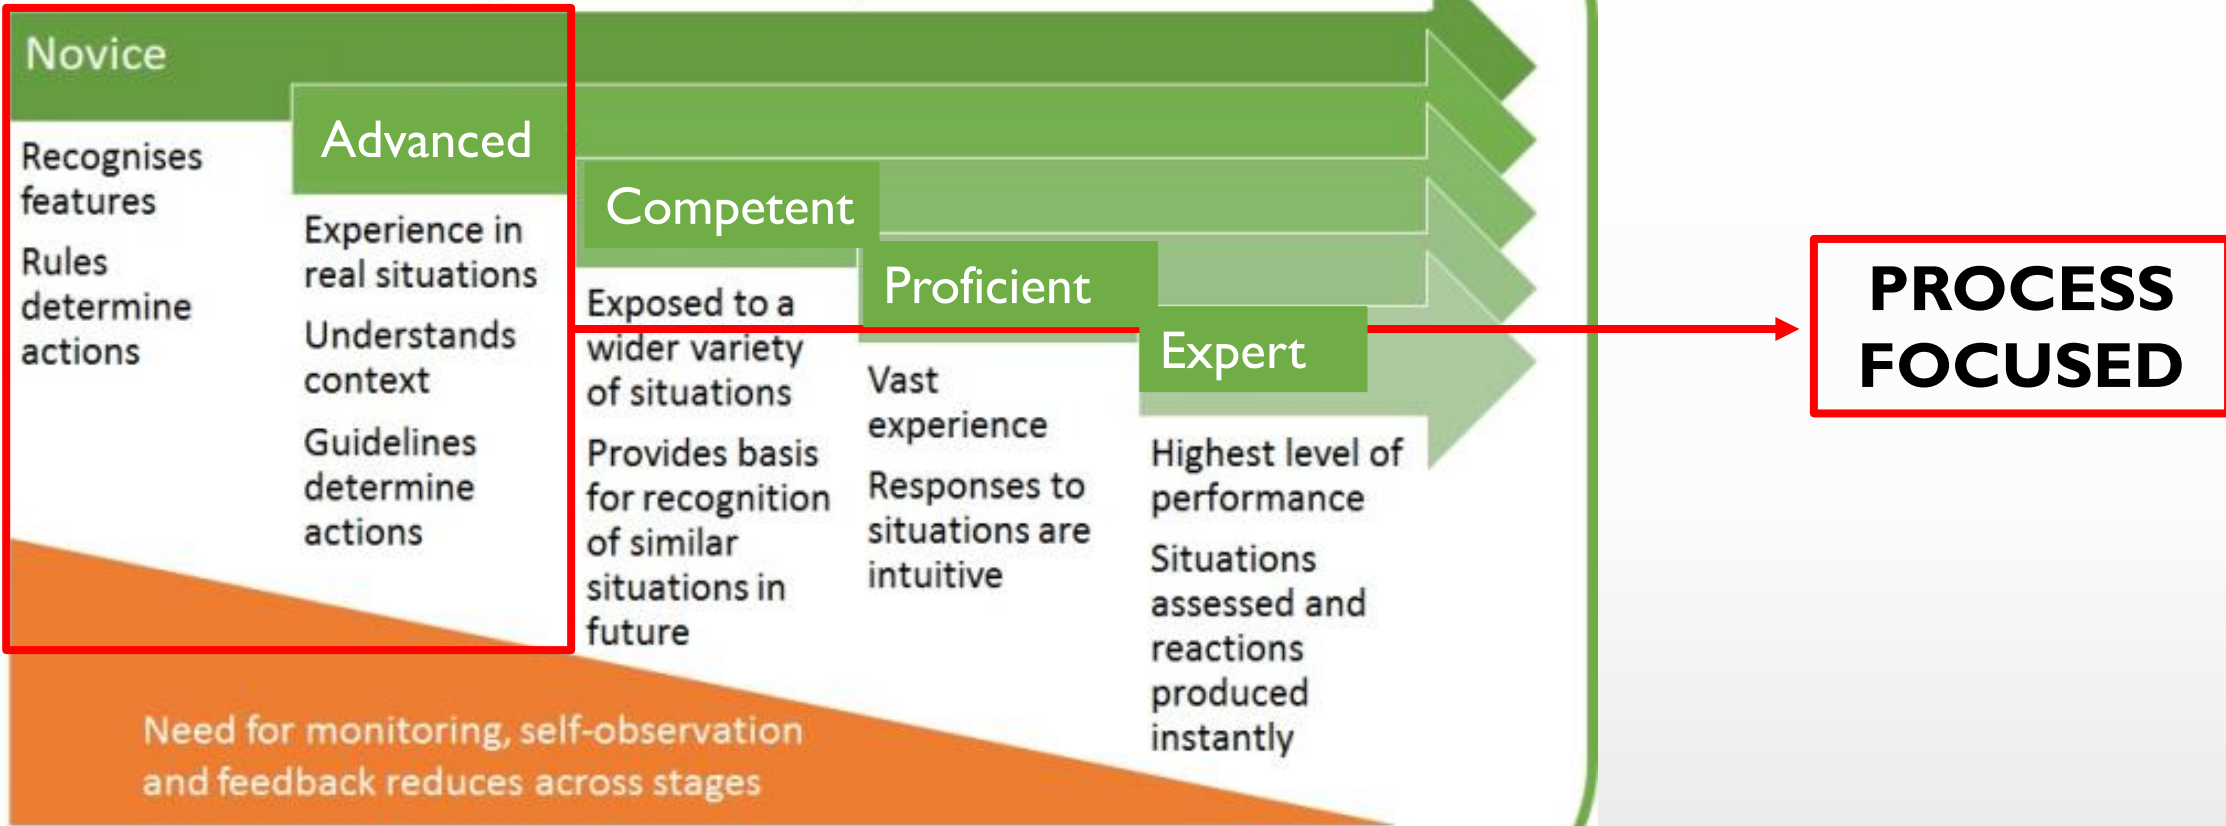 Novice
Recognises
features
Rules
determine
actions
Advanced
Experience in
real situations
Understands
context
Guidelines
determine
actions
Competent
Exposed to a
wider variety
of situations
Provides basis
for recognition
of similar
situations in
future
Proficient
Vast
experience
Responses to
situations are
intuitive
Expert
Highest level of
performance
Situations
assessed and
reactions
produced
instantly
Need for monitoring, self-observation
and feedback reduces across stages
PROCESS
FOCUSED